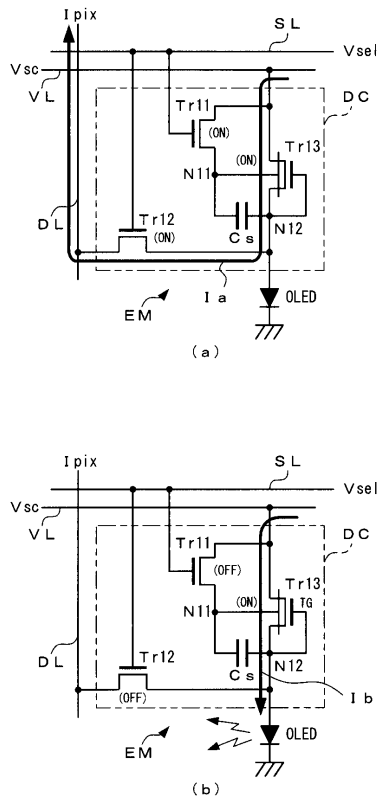 Ipix
SL
Vsel
Vsc
VL
DC
Tr11
(ON)
Tr13
(ON)
N11
DL
Tr12
(ON)
Cs
N12
OLED
EM
Ia
(a)
Ipix
SL
Vsel
Vsc
VL
DC
Tr11
(OFF)
Tr13
(ON)
TG
N11
Tr12
DL
Cs
N12
(OFF)
Ib
OLED
EM
(b)